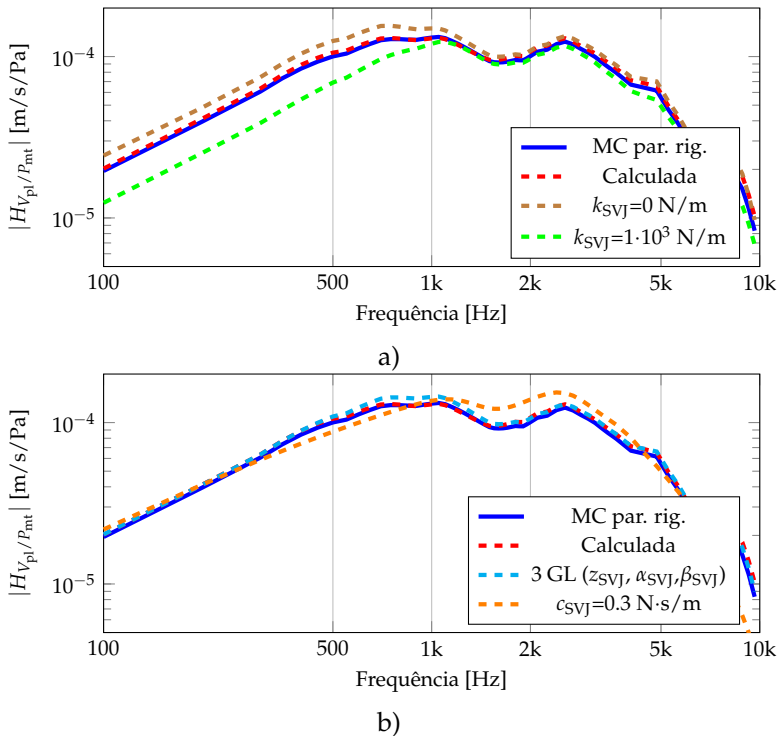 10⁻⁴
10⁻⁵
|H_{V_pl/P_mt}| [m/s/Pa]
MC par. rig.
Calculada
k_SVJ=0 N/m
k_SVJ=1·10³ N/m
100 500 1k 2k 5k 10k
Frequência [Hz]
a)
10⁻⁴
10⁻⁵
|H_{V_pl/P_mt}| [m/s/Pa]
MC par. rig.
Calculada
3 GL (z_SVJ, α_SVJ,β_SVJ)
c_SVJ=0.3 N·s/m
100 500 1k 2k 5k 10k
Frequência [Hz]
b)